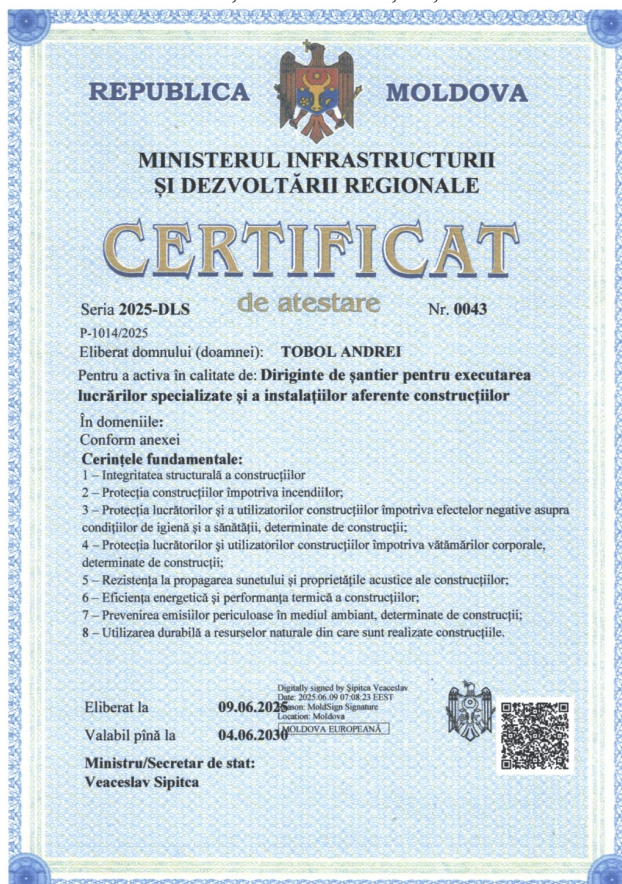 REPUBLICA MOLDOVA
MINISTERUL INFRASTRUCTURII
ȘI DEZVOLTĂRII REGIONALE
CERTIFICAT
de atestare
Seria 2025-DLS Nr. 0043
P-1014/2025
Eliberat domnului (doamnei): TOBOL ANDREI
Pentru a activa în calitate de: Diriginte de șantier pentru executarea
lucrărilor specializate și a instalațiilor aferente construcțiilor
În domeniile:
Conform anexei
Cerințele fundamentale:
1 – Integritatea structurală a construcțiilor
2 – Protecția construcțiilor împotriva incendiilor;
3 – Protecția lucrătorilor și a utilizatorilor construcțiilor împotriva efectelor negative asupra
condițiilor de igienă și a sănătății, determinate de construcții;
4 – Protecția lucrătorilor și utilizatorilor construcțiilor împotriva vătămărilor corporale,
determinate de construcții;
5 – Rezistența la propagarea sunetului și proprietățile acustice ale construcțiilor;
6 – Eficiența energetică și performanța termică a construcțiilor;
7 – Prevenirea emisiilor periculoase în mediul ambiant, determinate de construcții;
8 – Utilizarea durabilă a resurselor naturale din care sunt realizate construcțiile.
Digitally signed by Șipitca Veaceslav
Date: 2025.06.09 07:08:23 EEST
Reason: MoldSign Signature
Location: Moldova
MOLDOVA EUROPEANĂ
Eliberat la 09.06.2025
Valabil pînă la 04.06.2030
Ministru/Secretar de stat:
Veaceslav Sipitca